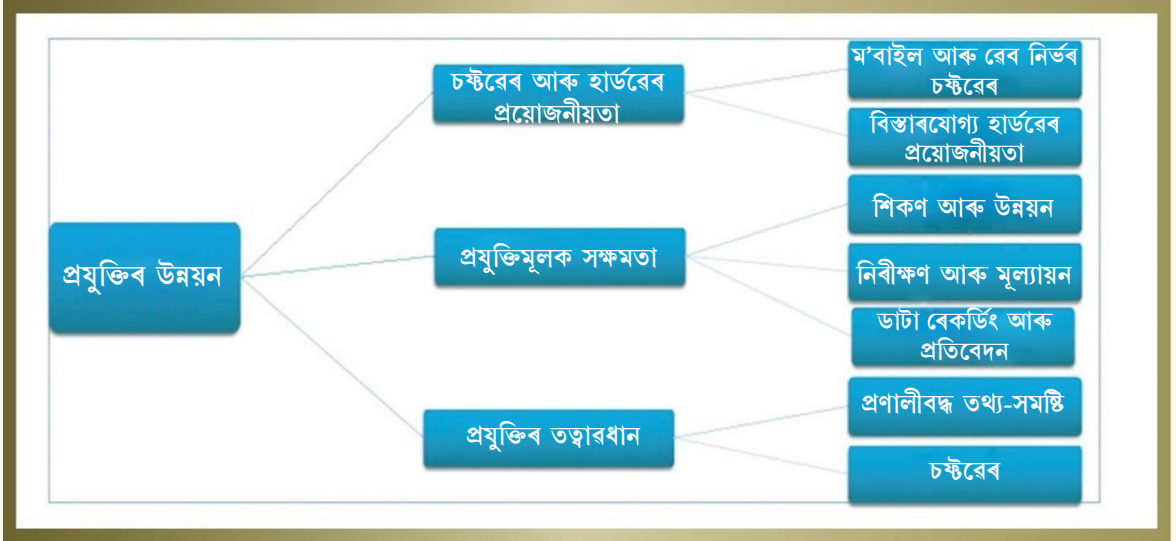 প্ৰযুক্তিৰ উন্নয়ন
চফ্টৱেৰ আৰু হাৰ্ডৱেৰ
প্ৰয়োজনীয়তা
ম’বাইল আৰু ৱেব নিৰ্ভৰ
চফ্টৱেৰ
বিস্তাৰযোগ্য হাৰ্ডৱেৰ
প্ৰয়োজনীয়তা
প্ৰযুক্তিমূলক সক্ষমতা
শিকণ আৰু উন্নয়ন
নিৰীক্ষণ আৰু মূল্যায়ন
ডাটা ৰেকৰ্ডিং আৰু
প্ৰতিবেদন
প্ৰযুক্তিৰ তত্বাৱধান
প্ৰণালীবদ্ধ তথ্য-সমষ্টি
চফ্টৱেৰ